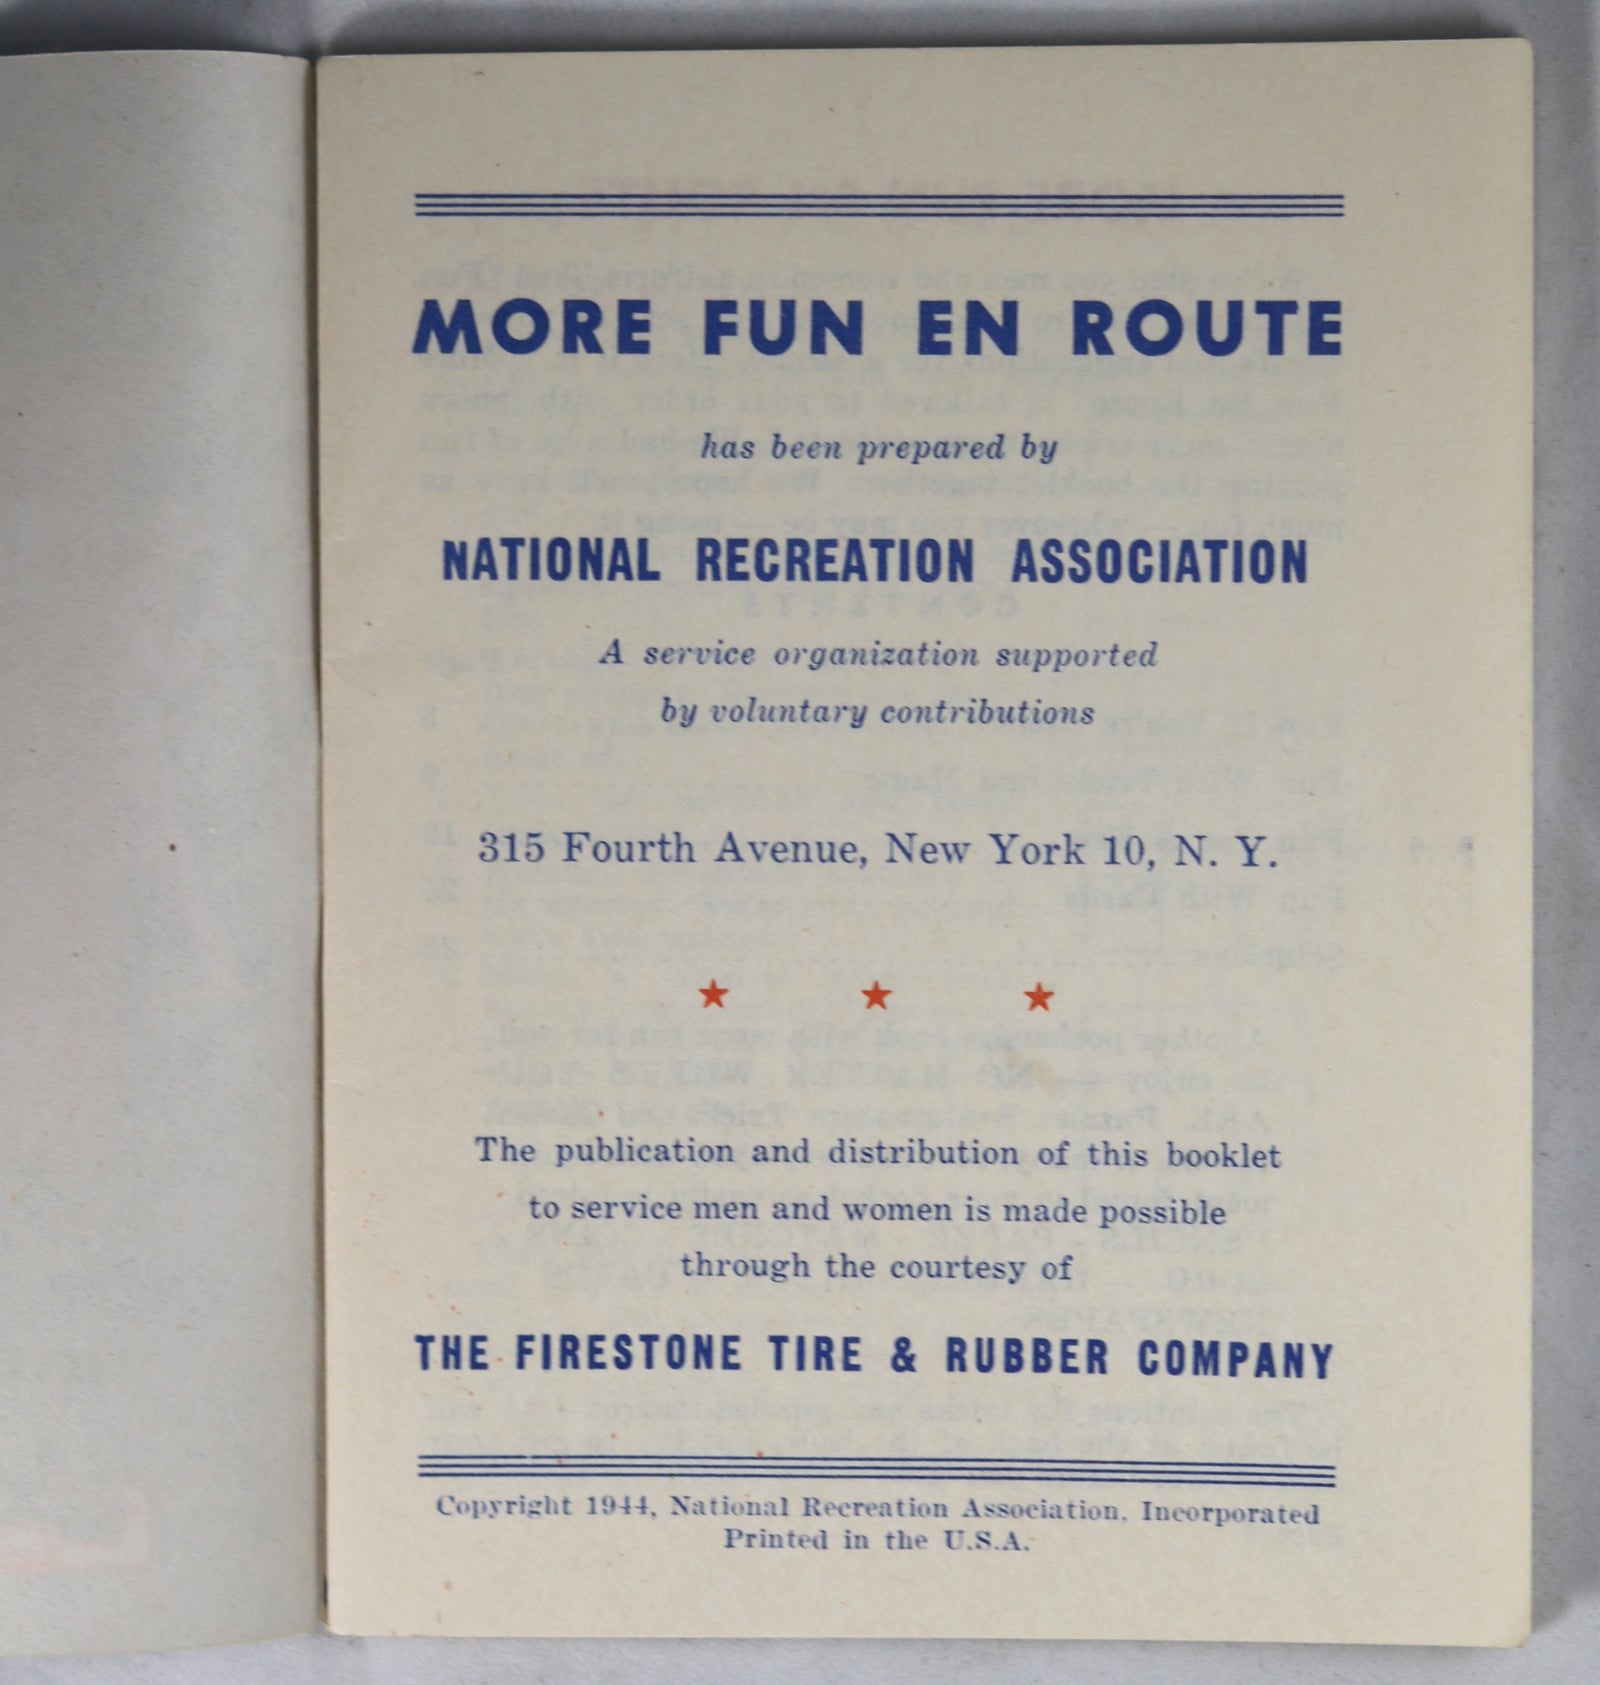 MORE FUN EN ROUTE
has been prepared by
NATIONAL RECREATION ASSOCIATION
A service organization supported
by voluntary contributions
315 Fourth Avenue, New York 10, N. Y.
The publication and distribution of this booklet
to service men and women is made possible
through the courtesy of
THE FIRESTONE TIRE & RUBBER COMPANY
Copyright 1944, National Recreation Association, Incorporated
Printed in the U.S.A.